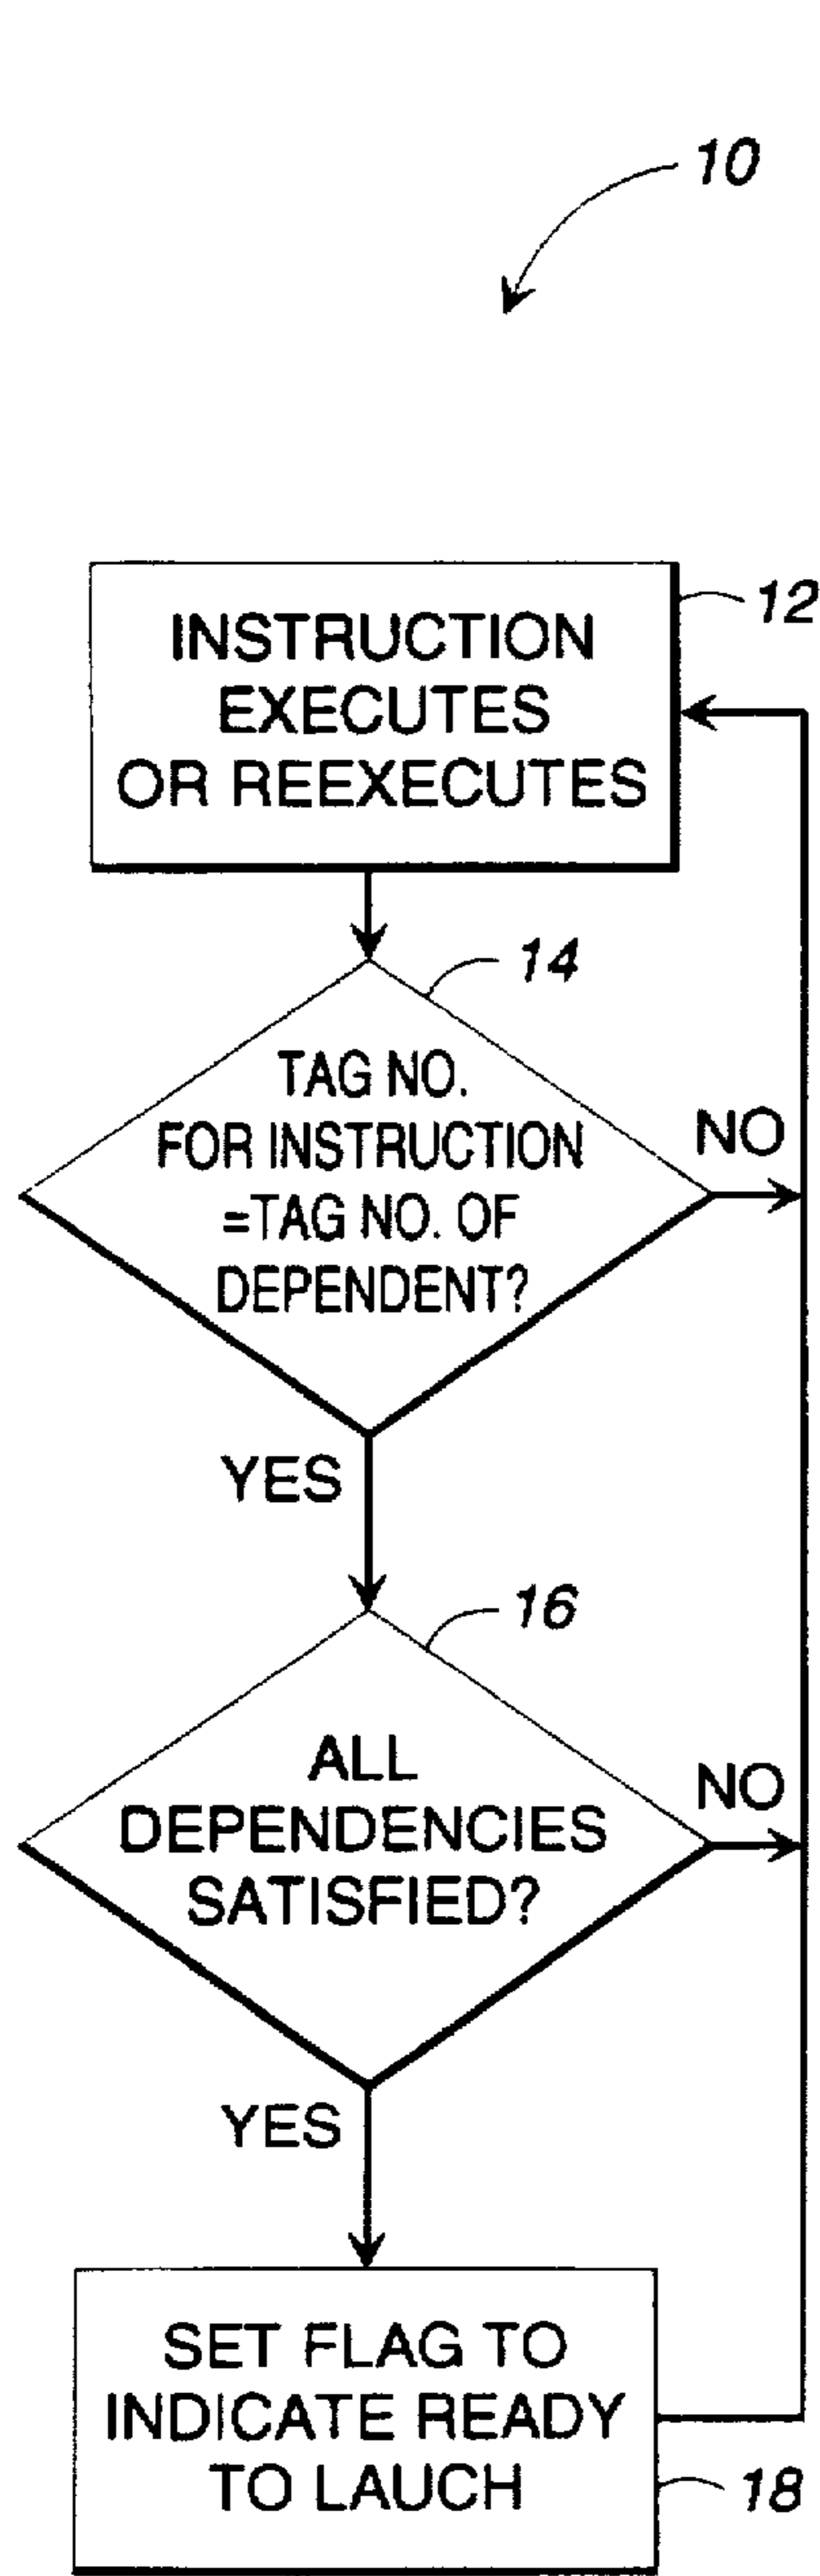 10
INSTRUCTION
EXECUTES
OR REEXECUTES
12
14
TAG NO.
FOR INSTRUCTION
=TAG NO. OF
DEPENDENT?
NO
YES
16
ALL
DEPENDENCIES
SATISFIED?
NO
YES
SET FLAG TO
INDICATE READY
TO LAUCH
18